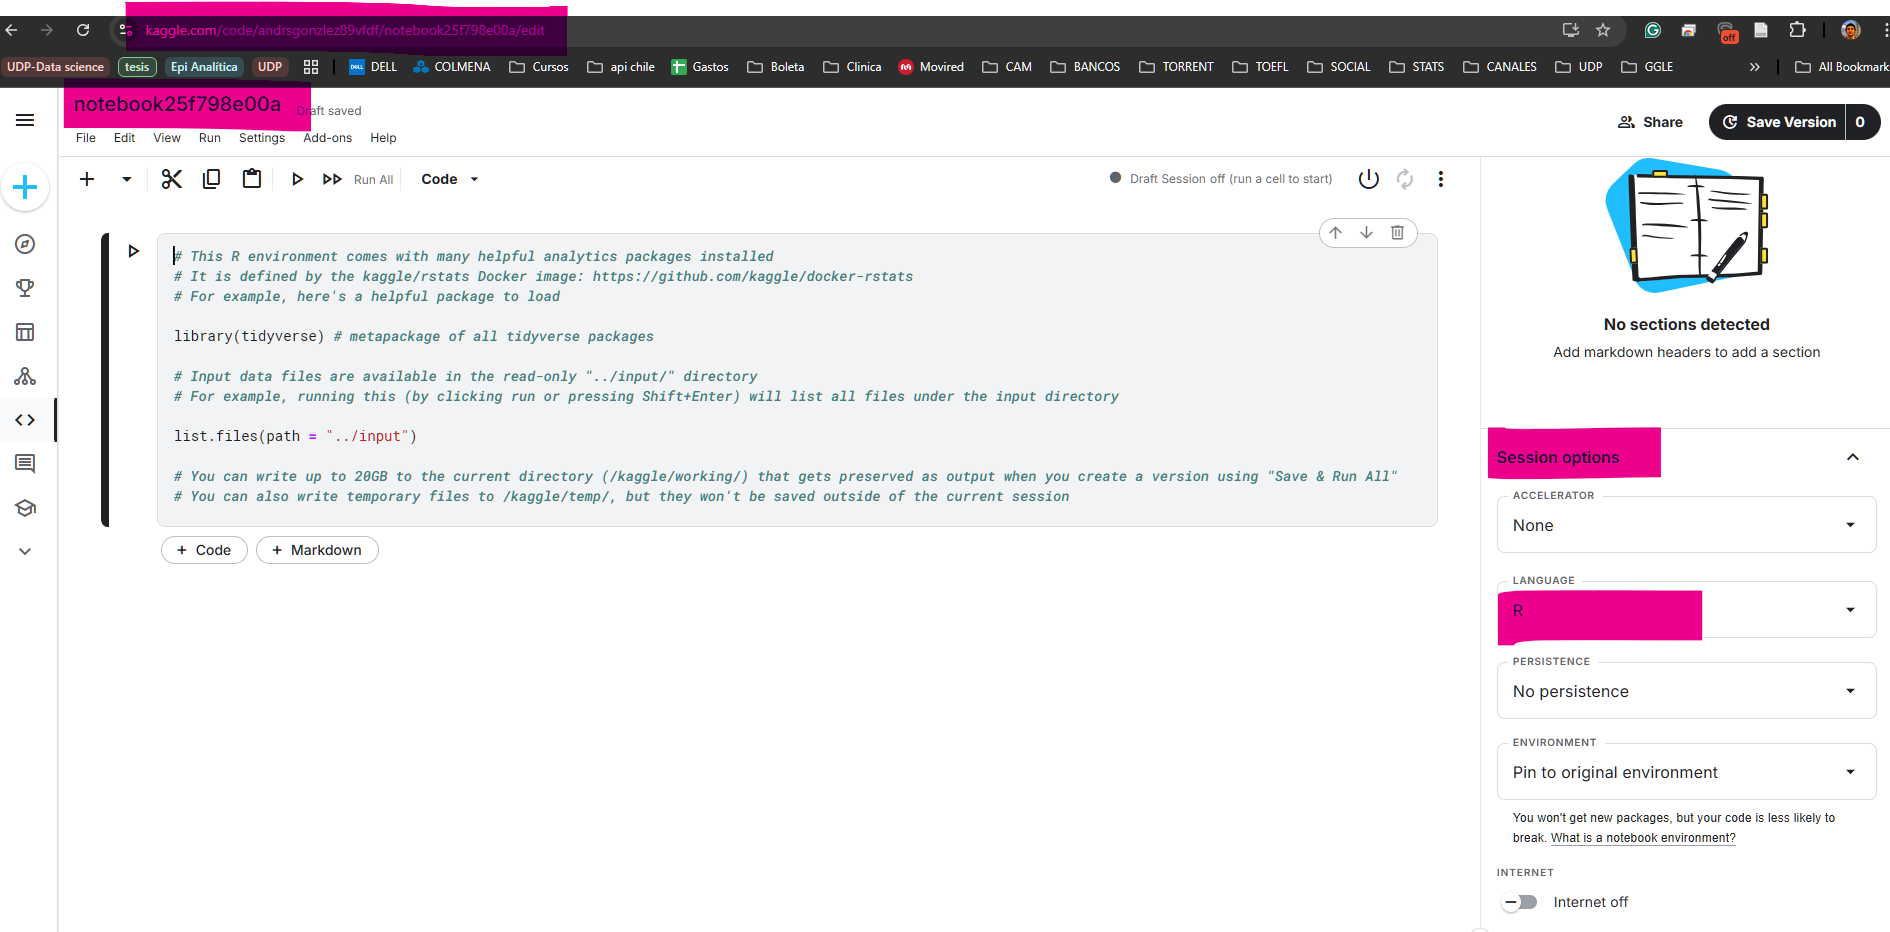 kaggle.com/code/andrsgonzlez89vfdf/notebook25f798e00a/edit
off
UDP-Data science tesis Epi Analítica UDP DELL COLMENA Cursos api chile Gastos Boleta Clinica Movired CAM BANCOS TORRENT TOEFL SOCIAL STATS CANALES UDP GGLE » All Bookmark
notebook25f798e00a Draft saved
File Edit View Run Settings Add-ons Help
Share Save Version 0
Run All Code Draft Session off (run a cell to start)
# This R environment comes with many helpful analytics packages installed
# It is defined by the kaggle/rstats Docker image: https://github.com/kaggle/docker-rstats
# For example, here's a helpful package to load
library(tidyverse) # metapackage of all tidyverse packages
# Input data files are available in the read-only "../input/" directory
# For example, running this (by clicking run or pressing Shift+Enter) will list all files under the input directory
list.files(path = "../input")
# You can write up to 20GB to the current directory (/kaggle/working/) that gets preserved as output when you create a version using "Save & Run All"
# You can also write temporary files to /kaggle/temp/, but they won't be saved outside of the current session
+ Code + Markdown
No sections detected
Add markdown headers to add a section
Session options
ACCELERATOR
None
LANGUAGE
R
PERSISTENCE
No persistence
ENVIRONMENT
Pin to original environment
You won't get new packages, but your code is less likely to
break. What is a notebook environment?
INTERNET
Internet off